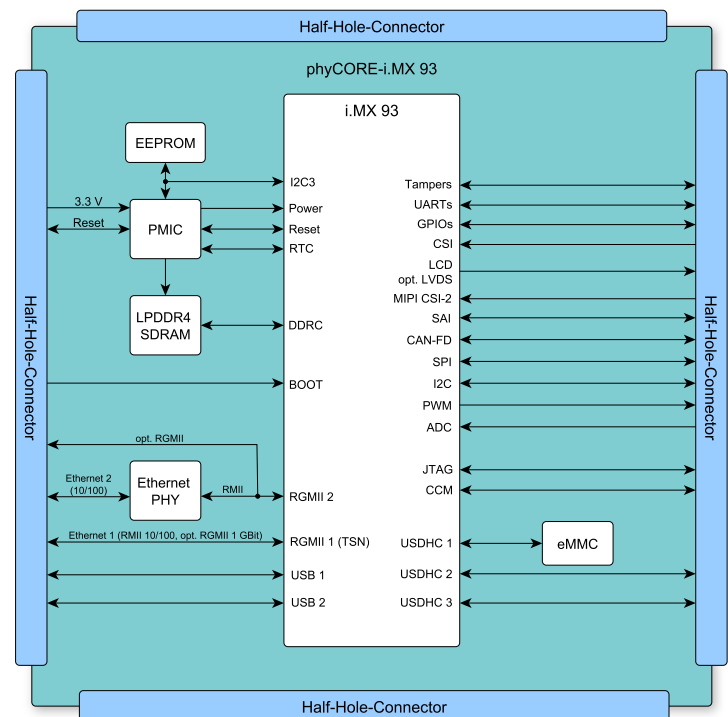 Half-Hole-Connector
phyCORE-i.MX 93
i.MX 93
EEPROM
I2C3
3.3 V
Power
Reset
PMIC
Reset
RTC
LPDDR4
SDRAM
DDRC
BOOT
opt. RGMII
Ethernet 2
(10/100)
Ethernet
PHY
RMII
RGMII 2
Ethernet 1 (RMII 10/100, opt. RGMII 1 GBit)
RGMII 1 (TSN)
USB 1
USB 2
Tampers
UARTs
GPIOs
CSI
LCD
opt. LVDS
MIPI CSI-2
SAI
CAN-FD
SPI
I2C
PWM
ADC
JTAG
CCM
USDHC 1
eMMC
USDHC 2
USDHC 3
Half-Hole-Connector
Half-Hole-Connector
Half-Hole-Connector